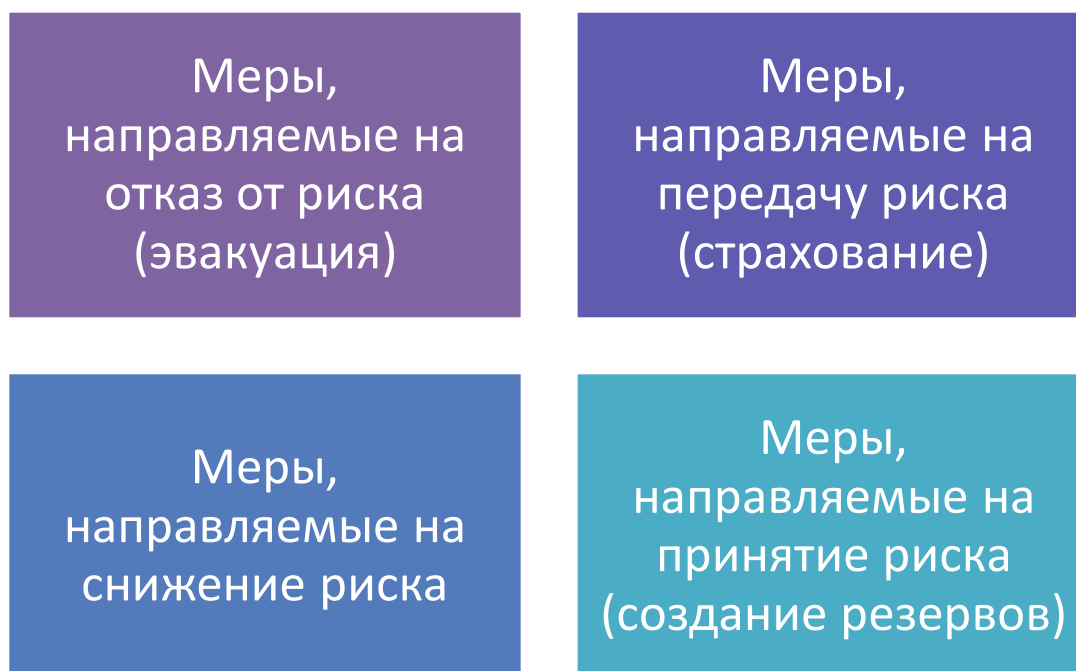 Меры,
направляемые на
отказ от риска
(эвакуация)
Меры,
направляемые на
передачу риска
(страхование)
Меры,
направляемые на
снижение риска
Меры,
направляемые на
принятие риска
(создание резервов)